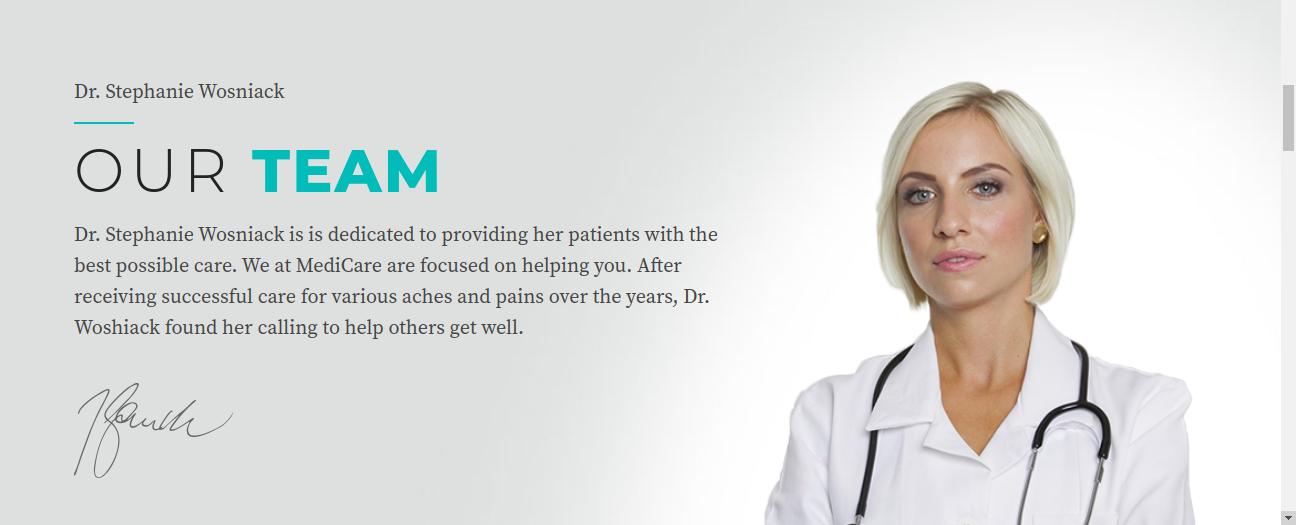 Dr. Stephanie Wosniack
OUR TEAM
Dr. Stephanie Wosniack is is dedicated to providing her patients with the
best possible care. We at MediCare are focused on helping you. After
receiving successful care for various aches and pains over the years, Dr.
Woshiack found her calling to help others get well.